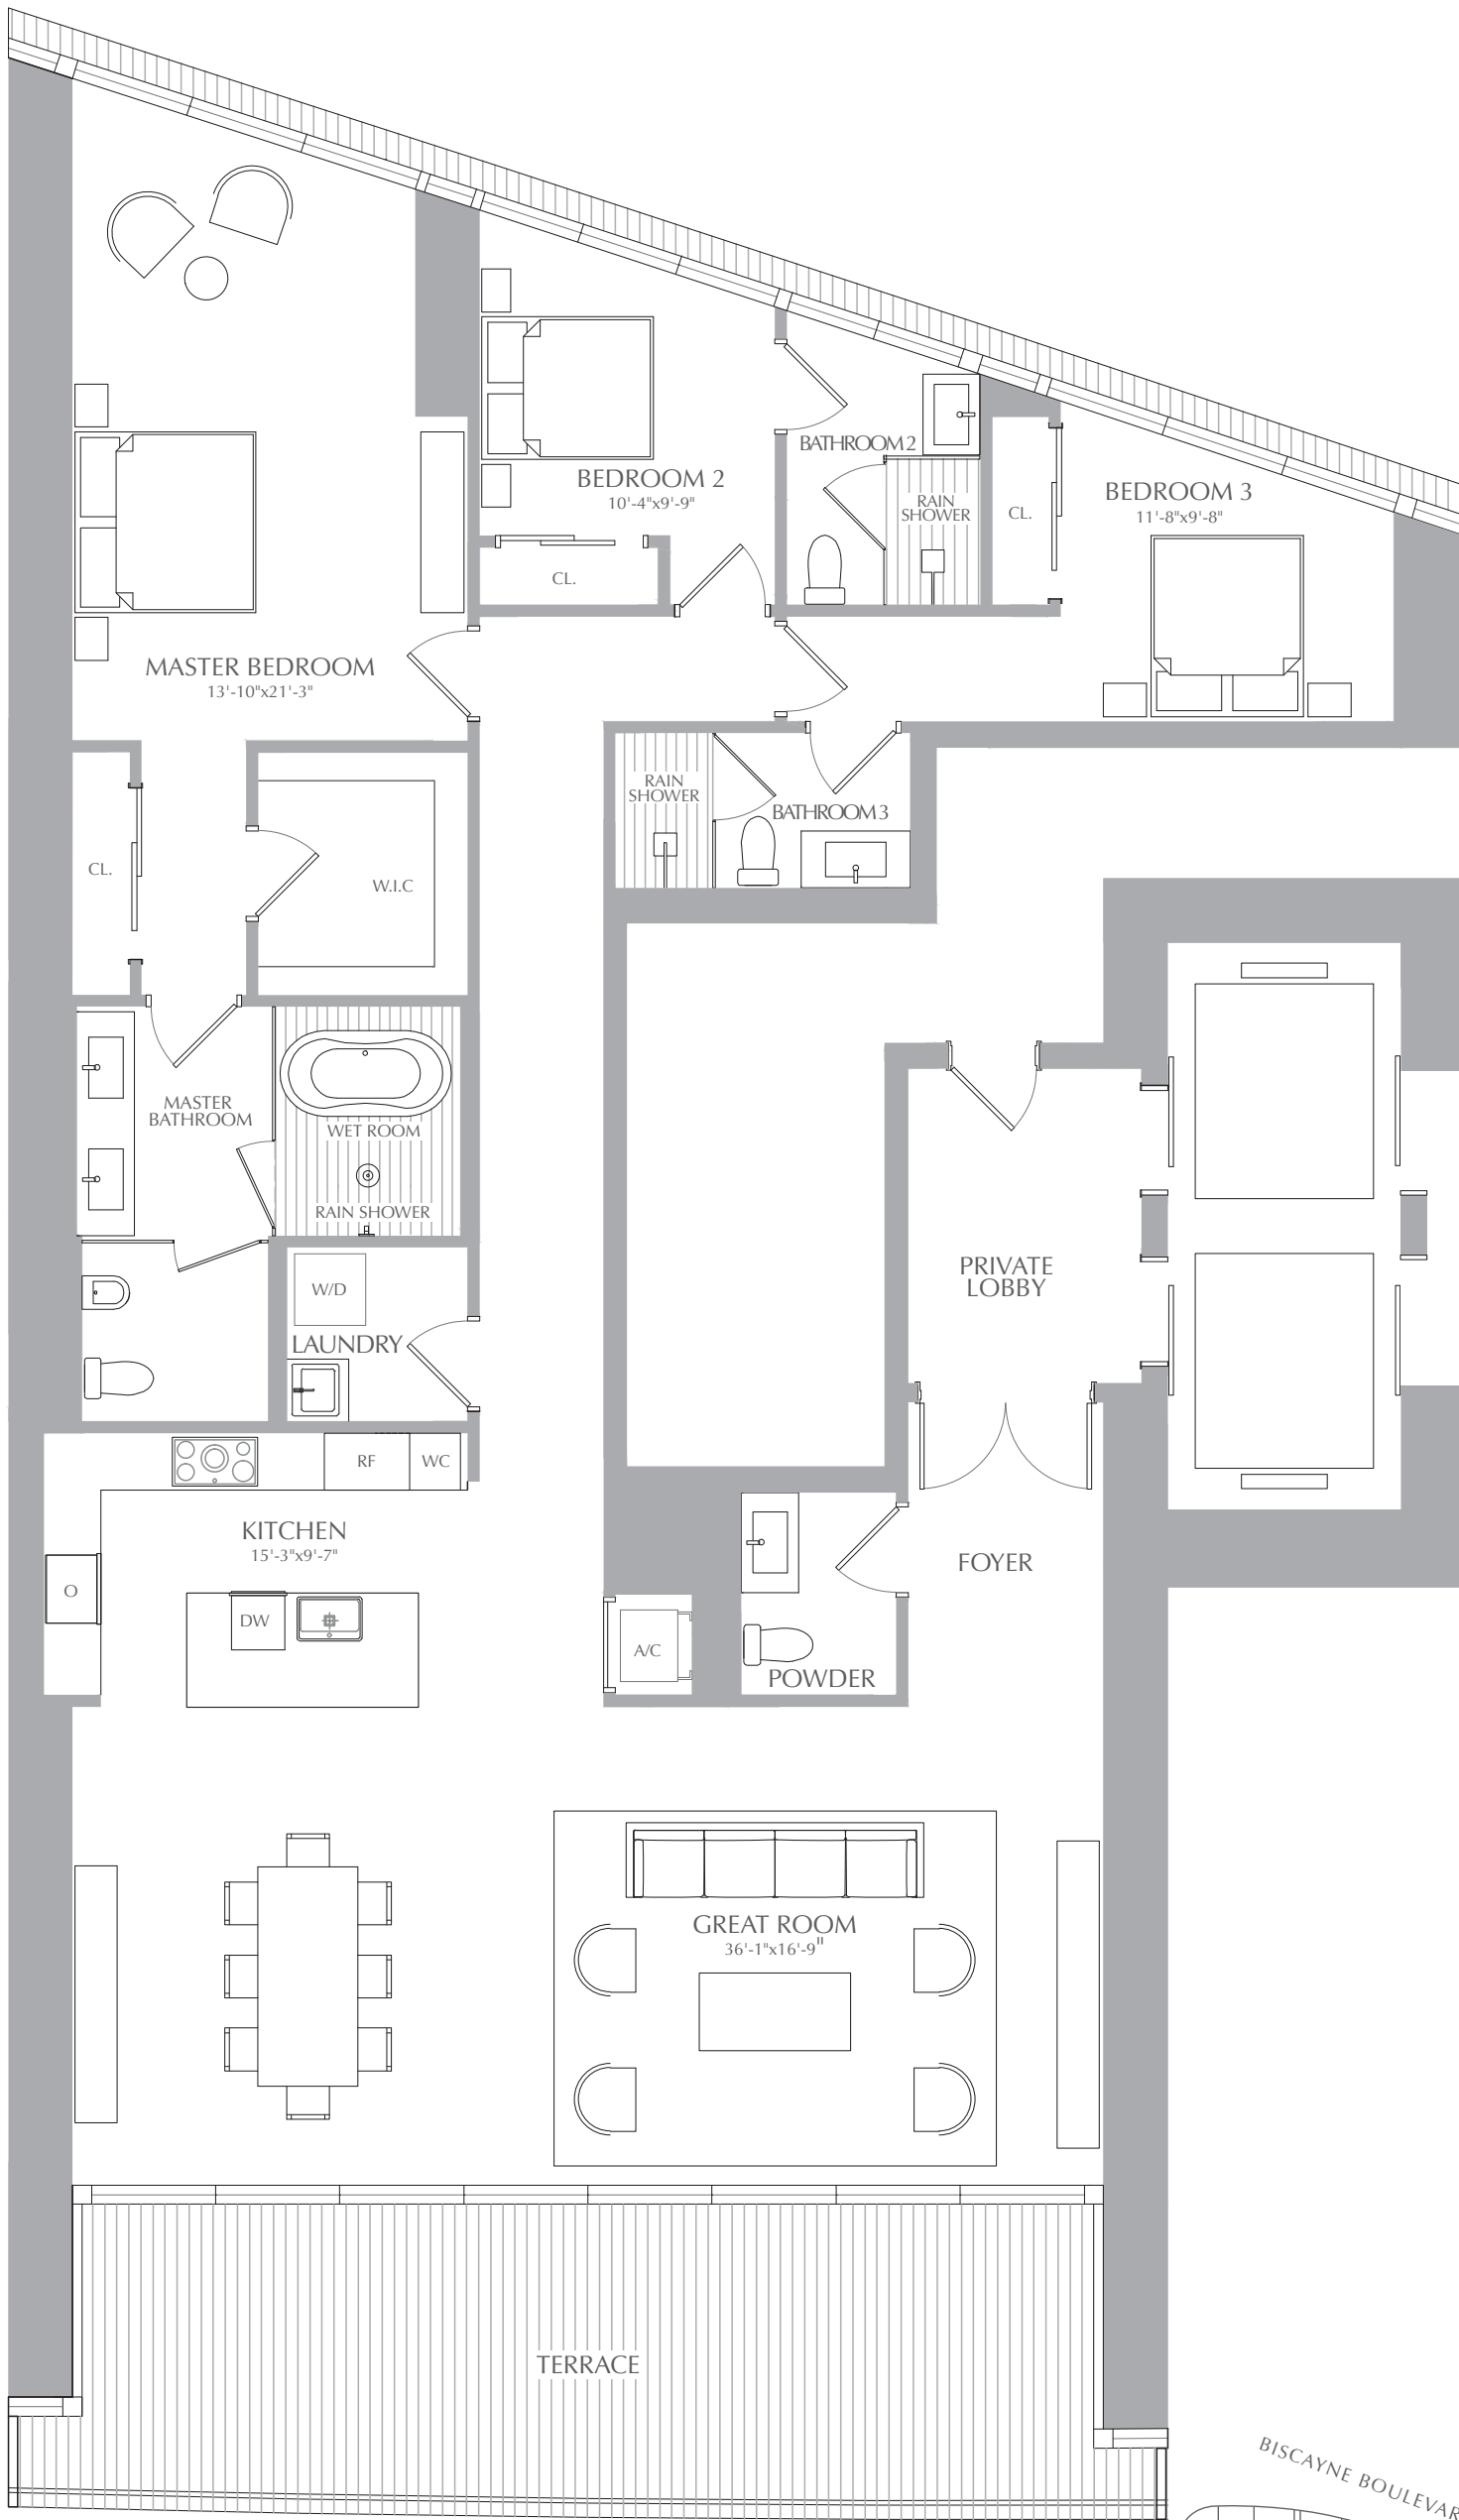 BEDROOM 2
10'-4"x9'-9"
BATHROOM 2
RAIN
SHOWER
CL.
BEDROOM 3
11'-8"x9'-8"
CL.
MASTER BEDROOM
13'-10"x21'-3"
RAIN
SHOWER
BATHROOM 3
CL.
W.I.C
MASTER
BATHROOM
WET ROOM
RAIN SHOWER
W/D
LAUNDRY
PRIVATE
LOBBY
RF
WC
KITCHEN
15'-3"x9'-7"
O
DW
FOYER
A/C
POWDER
GREAT ROOM
36'-1"x16'-9"
TERRACE
BISCAYNE BOULEVAR